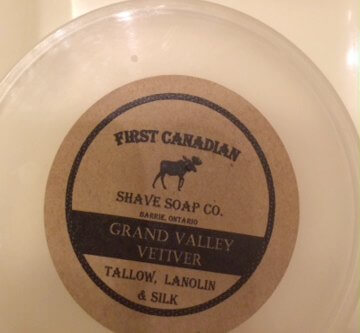 FIRST CANADIAN
SHAVE SOAP CO.
BARRIE, ONTARIO
GRAND VALLEY
VETIVER
TALLOW, LANOLIN
& SILK